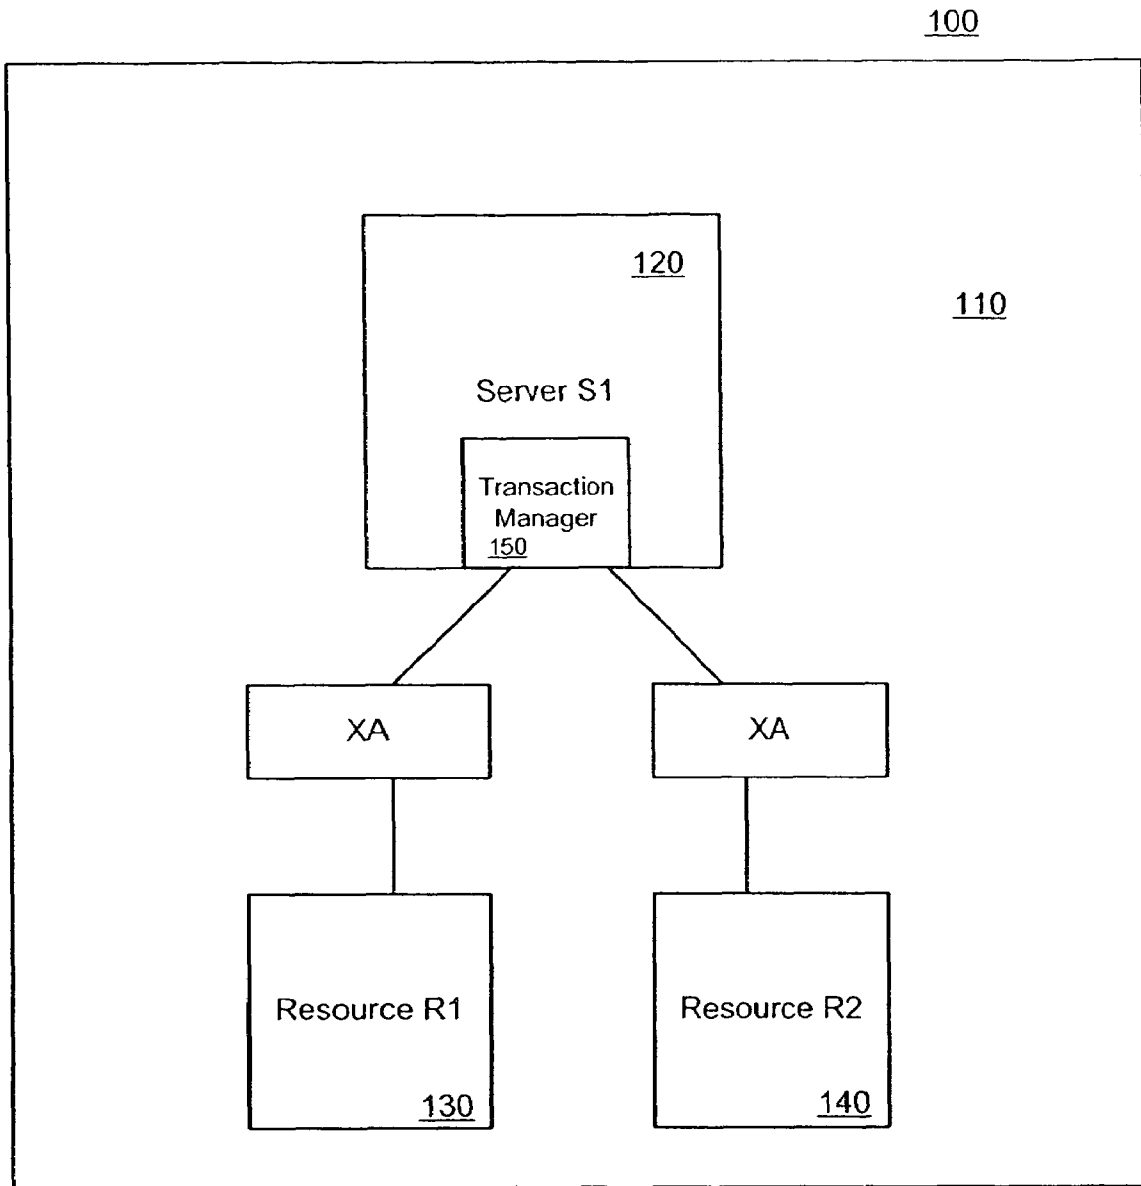 100
120
110
Server S1
Transaction
Manager
150
XA
XA
Resource R1
Resource R2
130
140